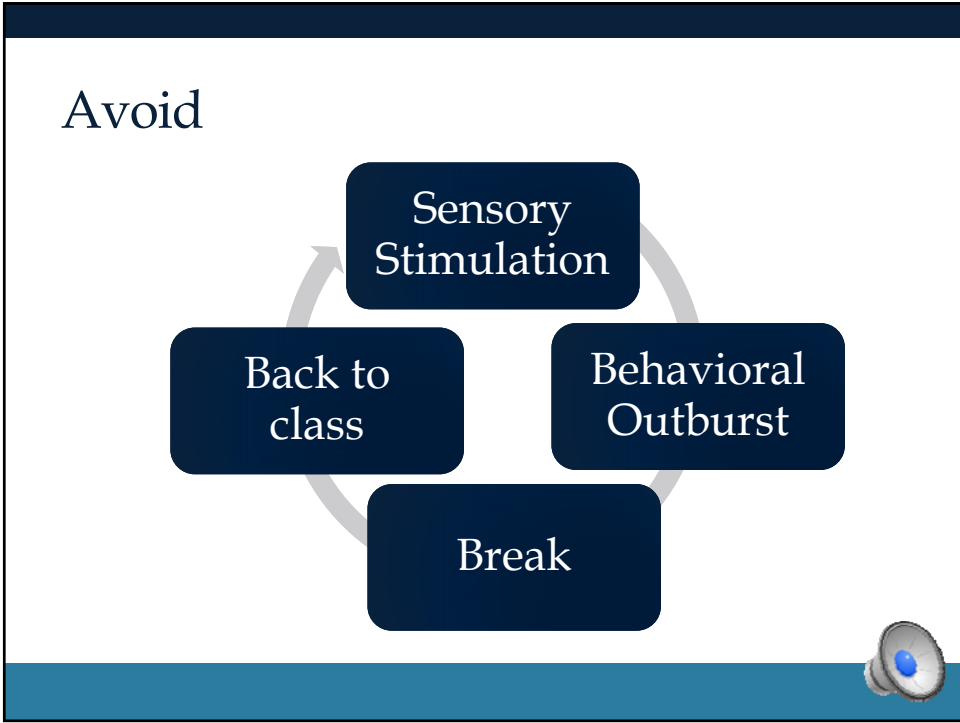 Avoid
Sensory
Stimulation
Behavioral
Outburst
Break
Back to
class